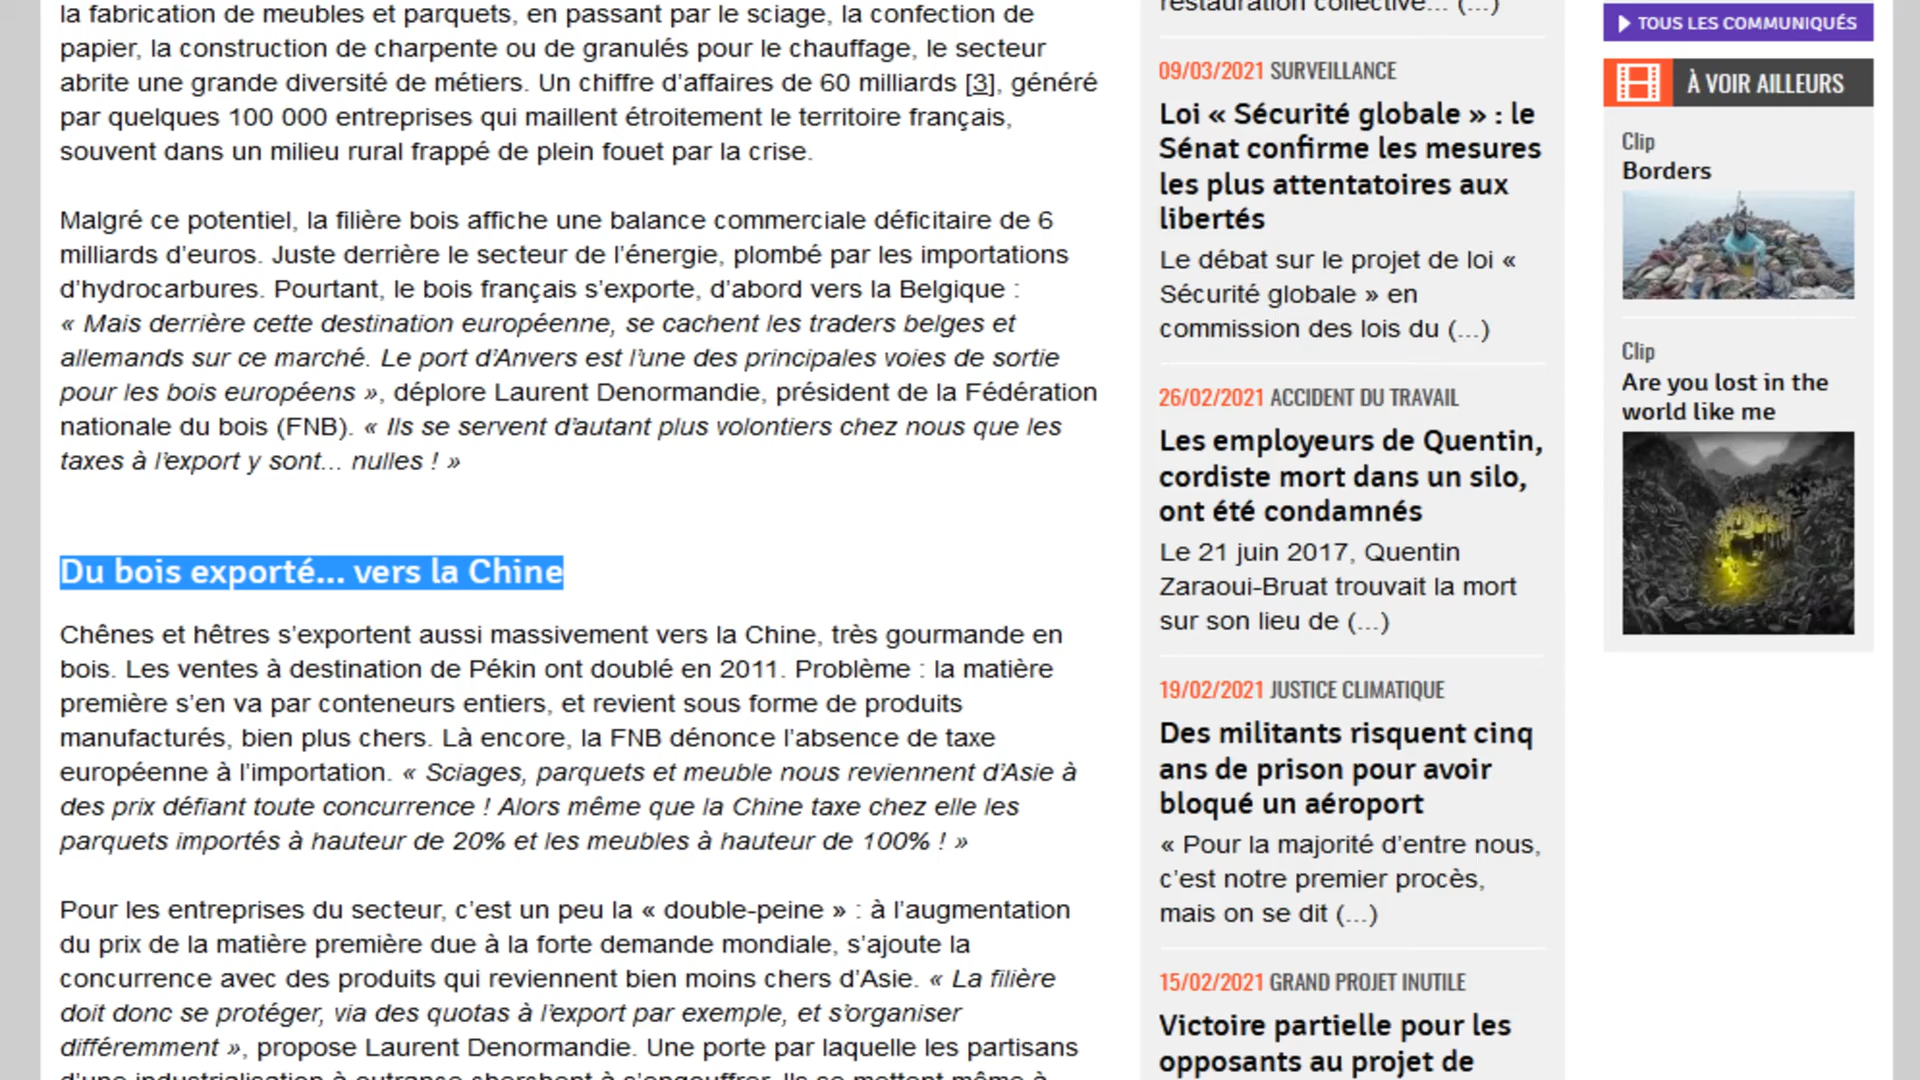 la fabrication de meubles et parquets, en passant par le sciage, la confection de
papier, la construction de charpente ou de granulés pour le chauffage, le secteur
abrite une grande diversité de métiers. Un chiffre d’affaires de 60 milliards [3], généré
par quelques 100 000 entreprises qui maillent étroitement le territoire français,
souvent dans un milieu rural frappé de plein fouet par la crise.
Malgré ce potentiel, la filière bois affiche une balance commerciale déficitaire de 6
milliards d’euros. Juste derrière le secteur de l’énergie, plombé par les importations
d’hydrocarbures. Pourtant, le bois français s’exporte, d’abord vers la Belgique :
« Mais derrière cette destination européenne, se cachent les traders belges et
allemands sur ce marché. Le port d’Anvers est l’une des principales voies de sortie
pour les bois européens », déplore Laurent Denormandie, président de la Fédération
nationale du bois (FNB). « Ils se servent d’autant plus volontiers chez nous que les
taxes à l’export y sont... nulles ! »
Du bois exporté... vers la Chine
Chênes et hêtres s’exportent aussi massivement vers la Chine, très gourmande en
bois. Les ventes à destination de Pékin ont doublé en 2011. Problème : la matière
première s’en va par conteneurs entiers, et revient sous forme de produits
manufacturés, bien plus chers. Là encore, la FNB dénonce l’absence de taxe
européenne à l’importation. « Sciages, parquets et meuble nous reviennent d’Asie à
des prix défiant toute concurrence ! Alors même que la Chine taxe chez elle les
parquets importés à hauteur de 20% et les meubles à hauteur de 100% ! »
Pour les entreprises du secteur, c’est un peu la « double-peine » : à l’augmentation
du prix de la matière première due à la forte demande mondiale, s’ajoute la
concurrence avec des produits qui reviennent bien moins chers d’Asie. « La filière
doit donc se protéger, via des quotas à l’export par exemple, et s’organiser
différemment », propose Laurent Denormandie. Une porte par laquelle les partisans
d’une industrialisation à outrance cherchent à s’engouffrer. Ils se mettent même à
restauration collective... (...)
09/03/2021 SURVEILLANCE
Loi « Sécurité globale » : le
Sénat confirme les mesures
les plus attentatoires aux
libertés
Le débat sur le projet de loi «
Sécurité globale » en
commission des lois du (...)
26/02/2021 ACCIDENT DU TRAVAIL
Les employeurs de Quentin,
cordiste mort dans un silo,
ont été condamnés
Le 21 juin 2017, Quentin
Zaraoui-Bruat trouvait la mort
sur son lieu de (...)
19/02/2021 JUSTICE CLIMATIQUE
Des militants risquent cinq
ans de prison pour avoir
bloqué un aéroport
« Pour la majorité d’entre nous,
c’est notre premier procès,
mais on se dit (...)
15/02/2021 GRAND PROJET INUTILE
Victoire partielle pour les
opposants au projet de
TOUS LES COMMUNIQUÉS
À VOIR AILLEURS
Clip
Borders
Clip
Are you lost in the
world like me